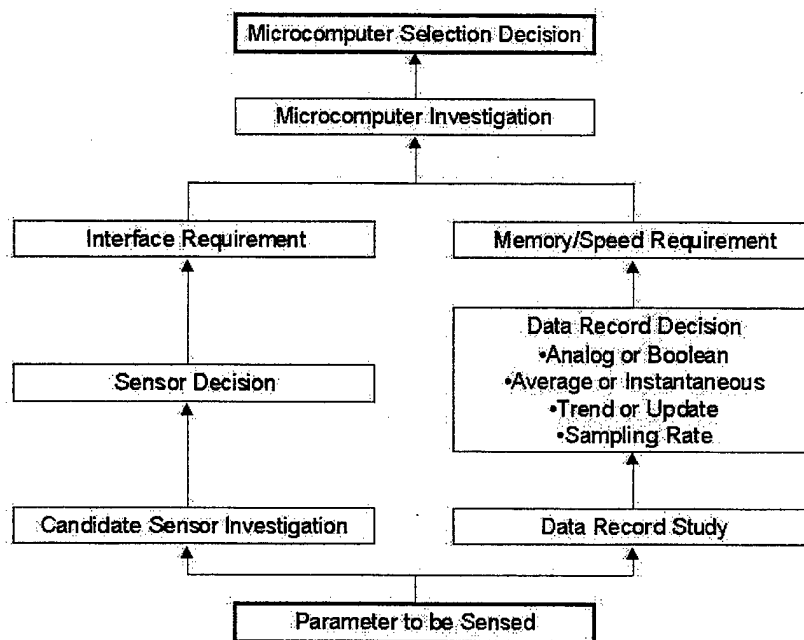 Microcomputer Selection Decision
Microcomputer Investigation
Interface Requirement
Memory/Speed Requirement
Data Record Decision
•Analog or Boolean
•Average or Instantaneous
•Trend or Update
•Sampling Rate
Sensor Decision
Candidate Sensor Investigation
Data Record Study
Parameter to be Sensed